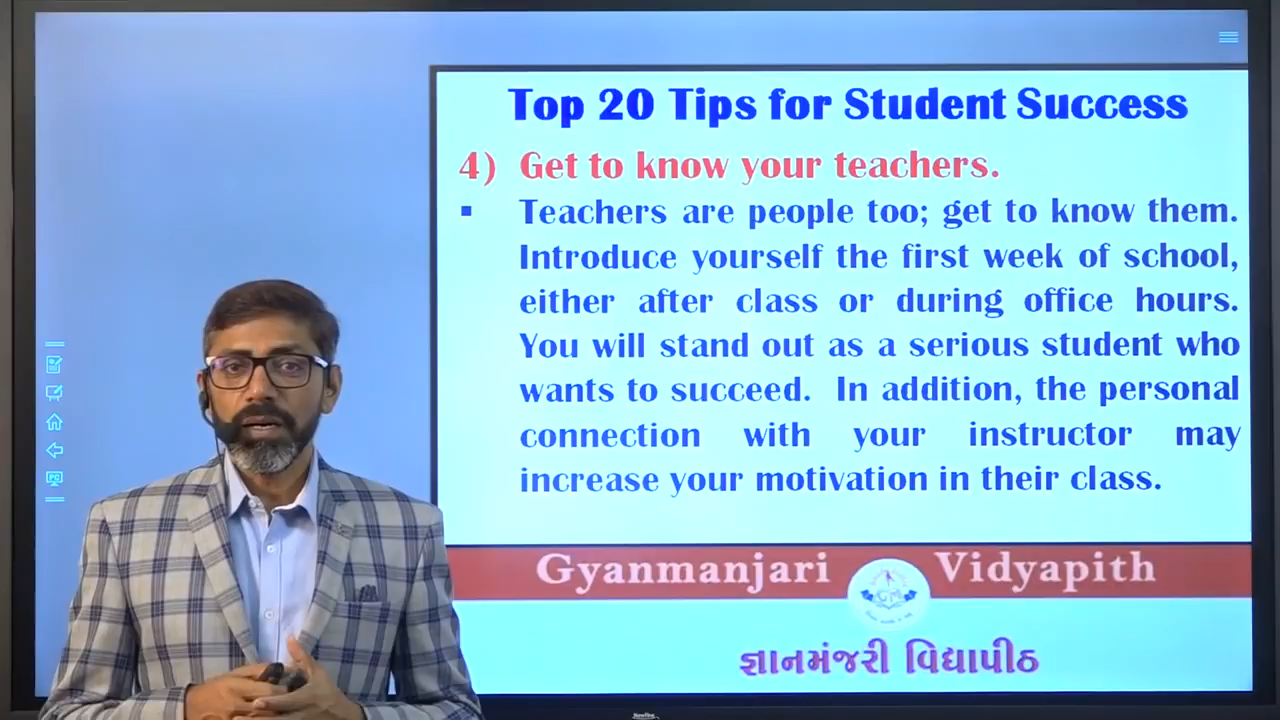 Top 20 Tips for Student Success
4) Get to know your teachers.
▪ Teachers are people too; get to know them.
Introduce yourself the first week of school,
either after class or during office hours.
You will stand out as a serious student who
wants to succeed. In addition, the personal
connection with your instructor may
increase your motivation in their class.
Gyanmanjari Vidyapith
GM
જ્ઞાનમંજરી વિદ્યાપીઠ
PC
Newline